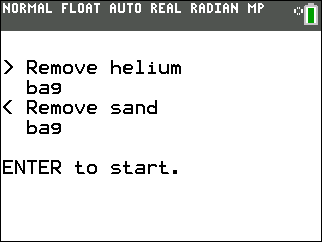 NORMAL FLOAT AUTO REAL RADIAN MP
> Remove helium
bag
< Remove sand
bag
ENTER to start.